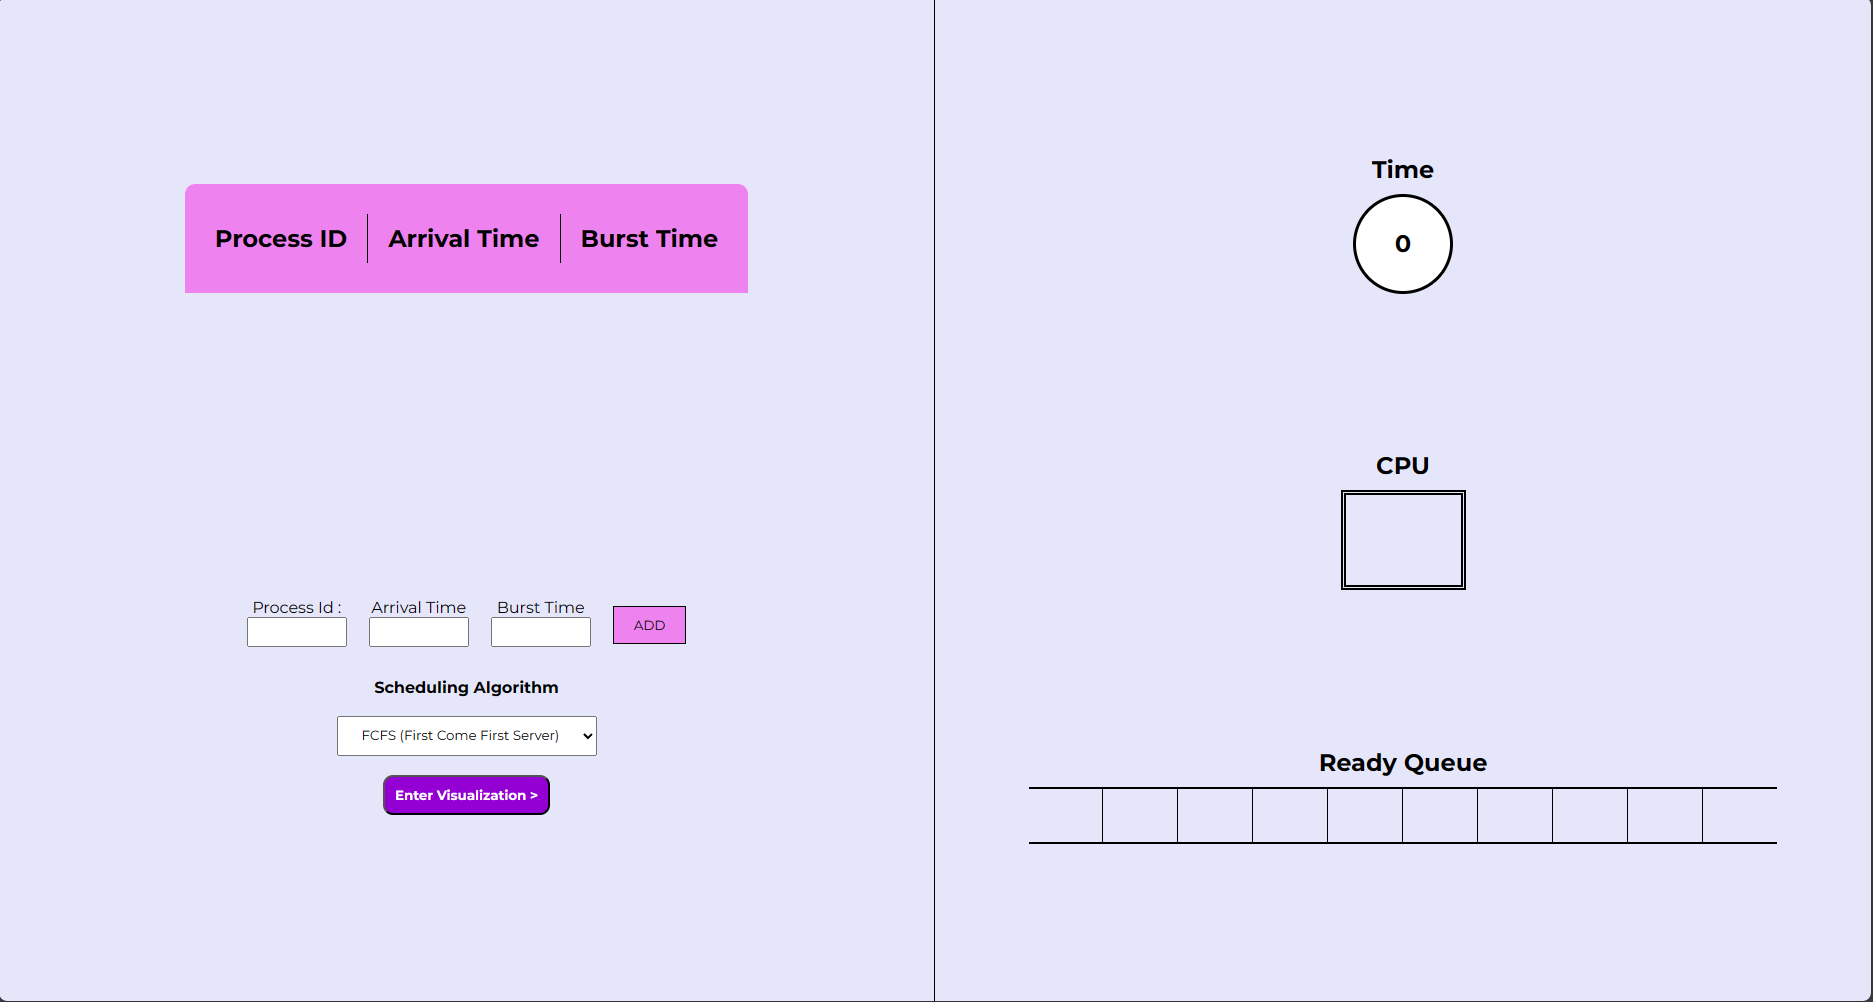 Process ID Arrival Time Burst Time
Process Id : Arrival Time Burst Time ADD
Scheduling Algorithm
FCFS (First Come First Server)
Enter Visualization >
Time
0
CPU
Ready Queue